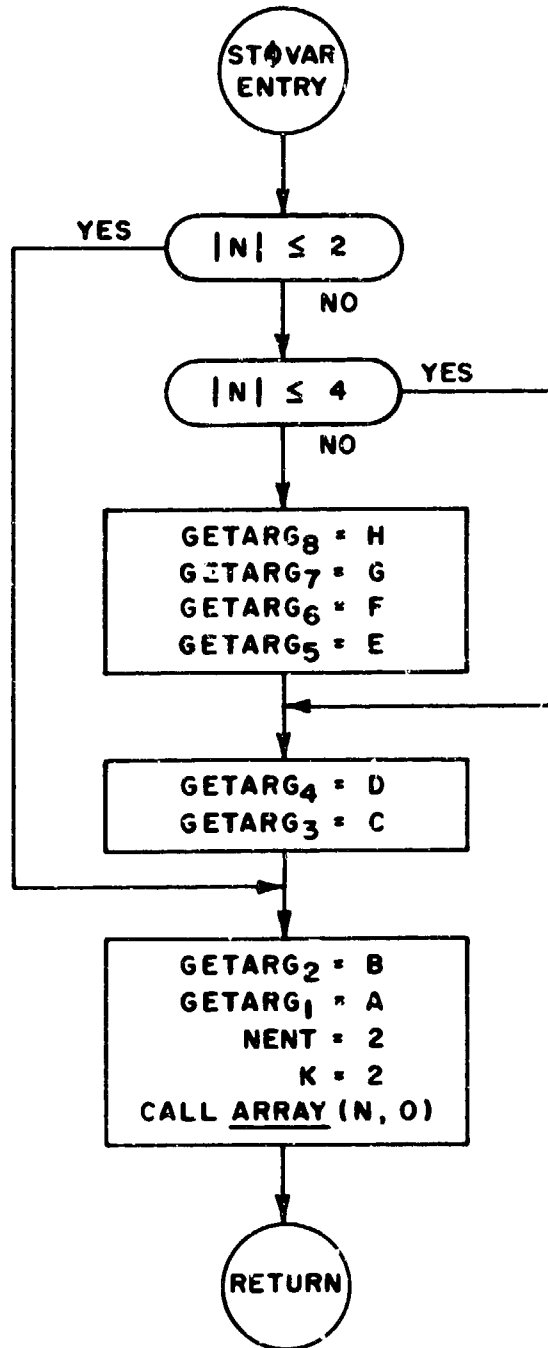 STØVAR
ENTRY
YES
|N| ≤ 2
NO
|N| ≤ 4
YES
NO
GETARG₈ = H
GETARG₇ = G
GETARG₆ = F
GETARG₅ = E
GETARG₄ = D
GETARG₃ = C
GETARG₂ = B
GETARG₁ = A
NENT = 2
K = 2
CALL ARRAY (N, 0)
RETURN